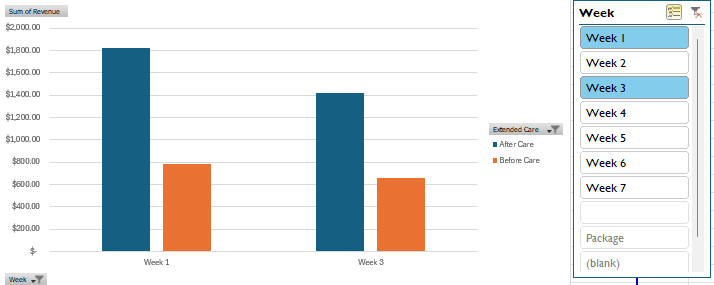 Sum of Revenue
$2,000.00
$1,800.00
$1,600.00
$1,400.00
$1,200.00
$1,000.00
$800.00
$600.00
$400.00
$200.00
$-
Week 1
Week 3
Week
Extended Care
After Care
Before Care
Week
Week 1
Week 2
Week 3
Week 4
Week 5
Week 6
Week 7
Package
(blank)